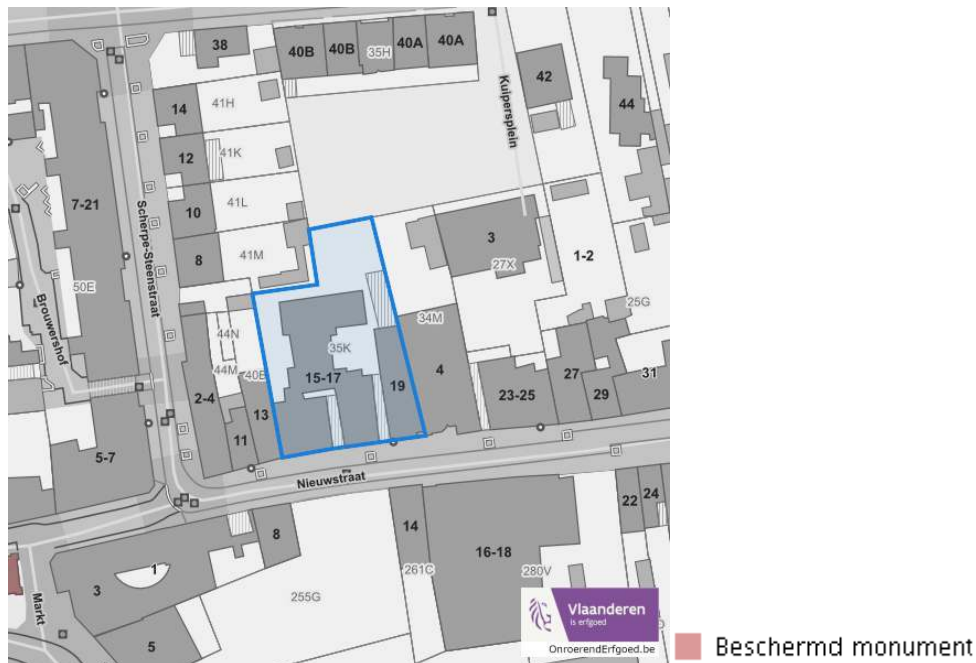 38
40B
40B
35H
40A
40A
42
44
Kuipersplein
14
41H
12
41K
10
41L
8
41M
7-21
Scherpe-Steenstraat
50E
Brouwershof
3
27X
1-2
25G
44N
44M
40B
34M
35K
15-17
19
4
2-4
13
11
23-25
27
29
31
5-7
Nieuwstraat
8
14
22
24
16-18
261C
280V
255G
1
3
5
Markt
Vlaanderen
is erfgoed
OnroerendErfgoed.be
Beschermd monument